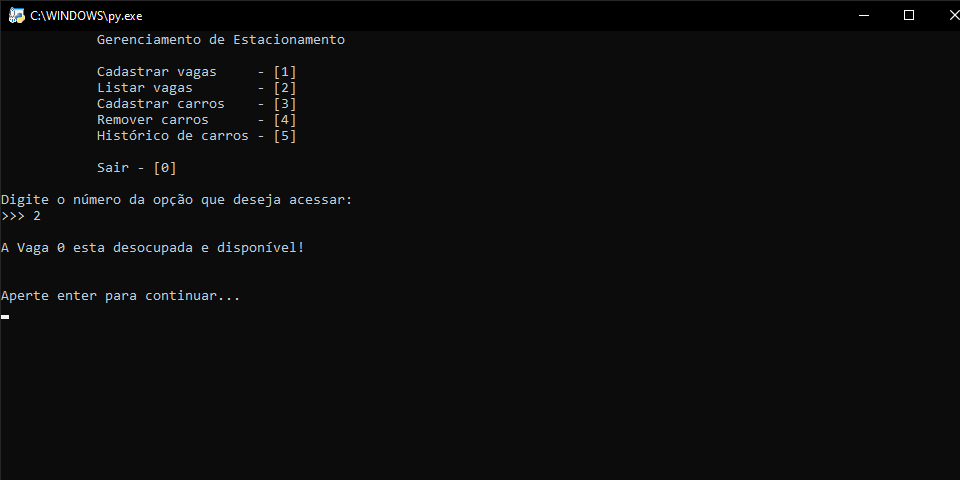 C:\WINDOWS\py.exe
Gerenciamento de Estacionamento
Cadastrar vagas     - [1]
Listar vagas        - [2]
Cadastrar carros    - [3]
Remover carros      - [4]
Histórico de carros - [5]
Sair - [0]
Digite o número da opção que deseja acessar:
>>> 2
A Vaga 0 esta desocupada e disponível!
Aperte enter para continuar...